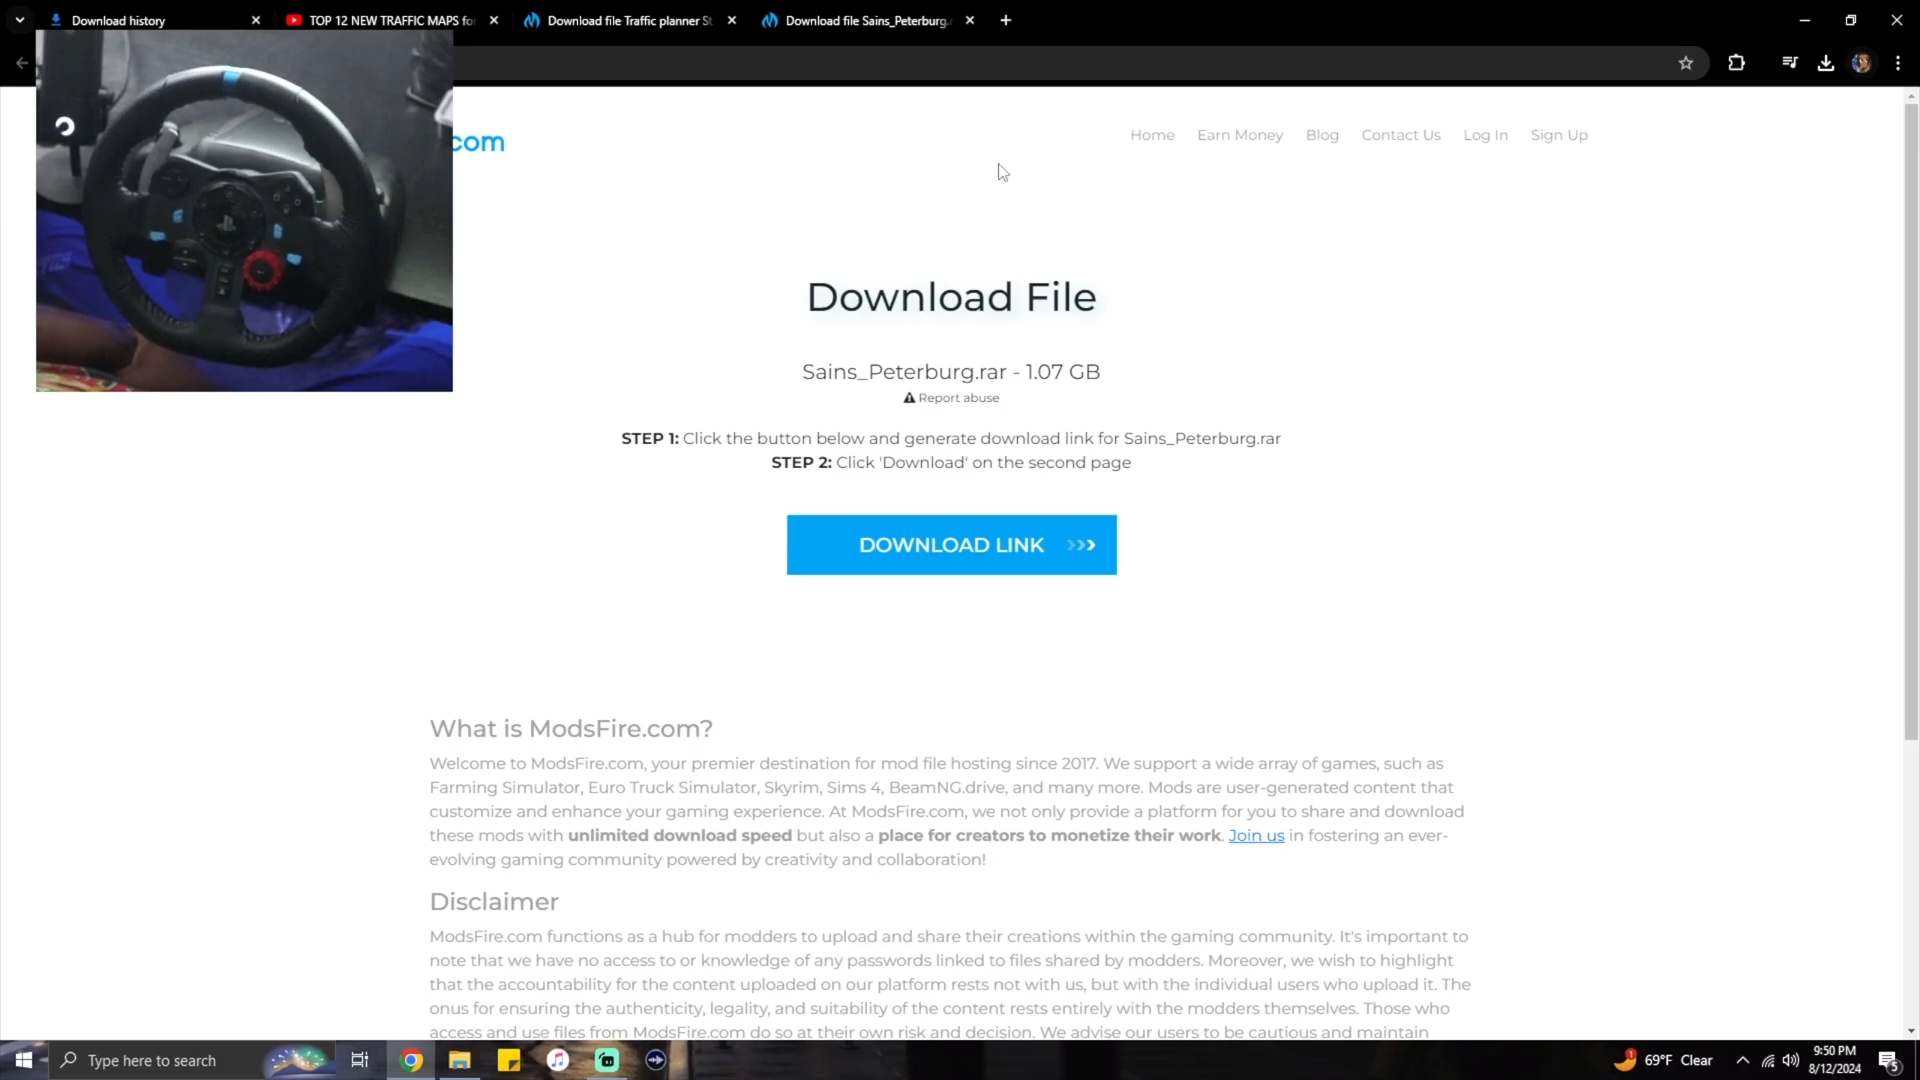 Download history
TOP 12 NEW TRAFFIC MAPS fo
Download file Traffic planner St
Download file Sains_Peterburg.
com
Home Earn Money Blog Contact Us Log In Sign Up
Download File
Sains_Peterburg.rar - 1.07 GB
Report abuse
STEP 1: Click the button below and generate download link for Sains_Peterburg.rar
STEP 2: Click 'Download' on the second page
DOWNLOAD LINK
What is ModsFire.com?
Welcome to ModsFire.com, your premier destination for mod file hosting since 2017. We support a wide array of games, such as
Farming Simulator, Euro Truck Simulator, Skyrim, Sims 4, BeamNG.drive, and many more. Mods are user-generated content that
customize and enhance your gaming experience. At ModsFire.com, we not only provide a platform for you to share and download
these mods with unlimited download speed but also a place for creators to monetize their work. Join us in fostering an ever-
evolving gaming community powered by creativity and collaboration!
Disclaimer
ModsFire.com functions as a hub for modders to upload and share their creations within the gaming community. It's important to
note that we have no access to or knowledge of any passwords linked to files shared by modders. Moreover, we wish to highlight
that the accountability for the content uploaded on our platform rests not with us, but with the individual users who upload it. The
onus for ensuring the authenticity, legality, and suitability of the content rests entirely with the modders themselves. Those who
access and use files from ModsFire.com do so at their own risk and decision. We advise our users to be cautious and maintain
Type here to search
1
69°F Clear
9:50 PM
8/12/2024
5